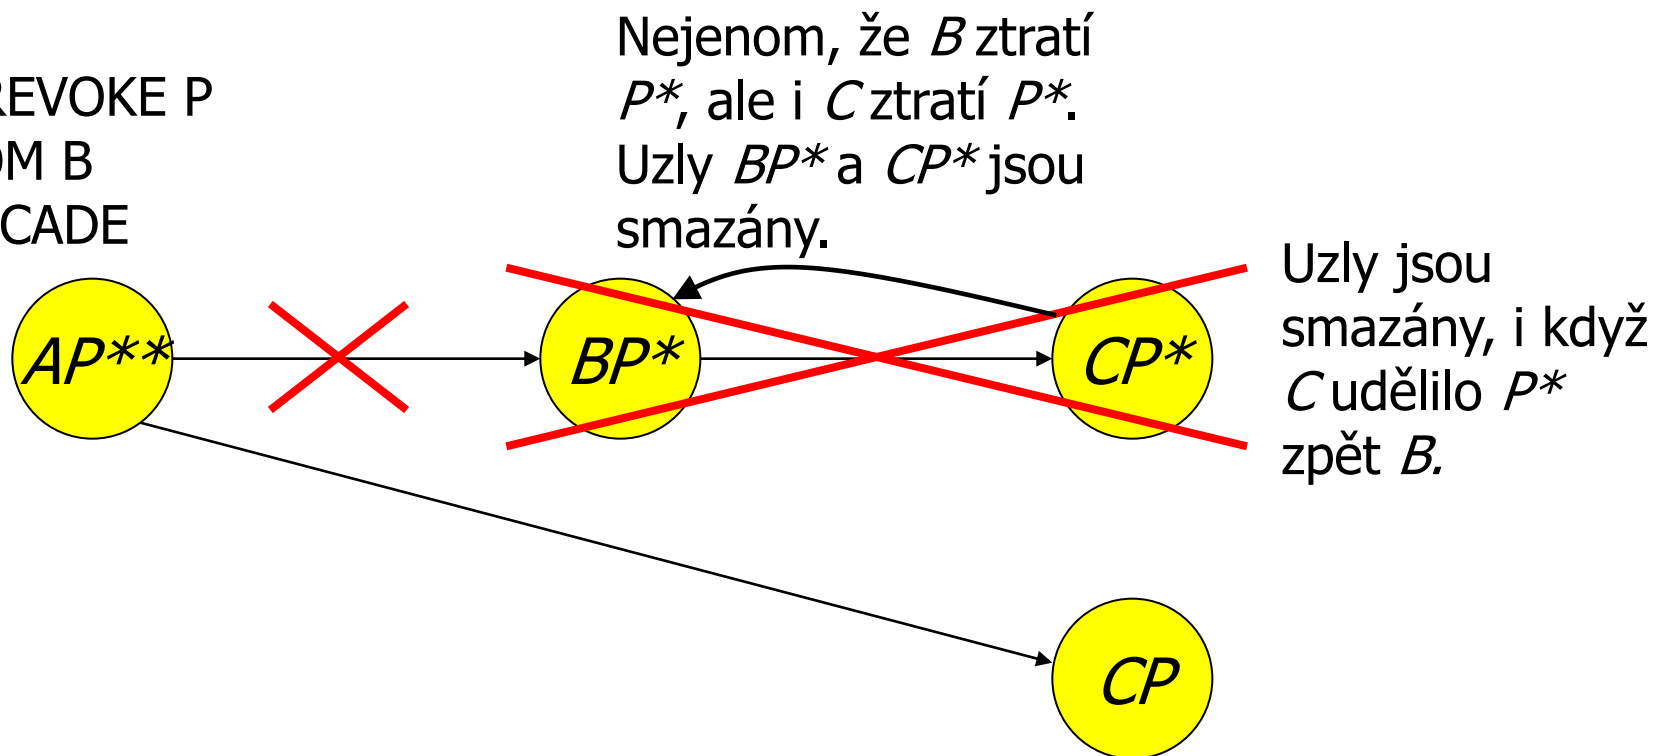 REVOKE P
OM B
CADE
Nejenom, že B ztratí
P*, ale i C ztratí P*.
Uzly BP* a CP* jsou
smazány.
Uzly jsou
smazány, i když
C udělilo P*
zpět B.
AP**
BP*
CP*
CP